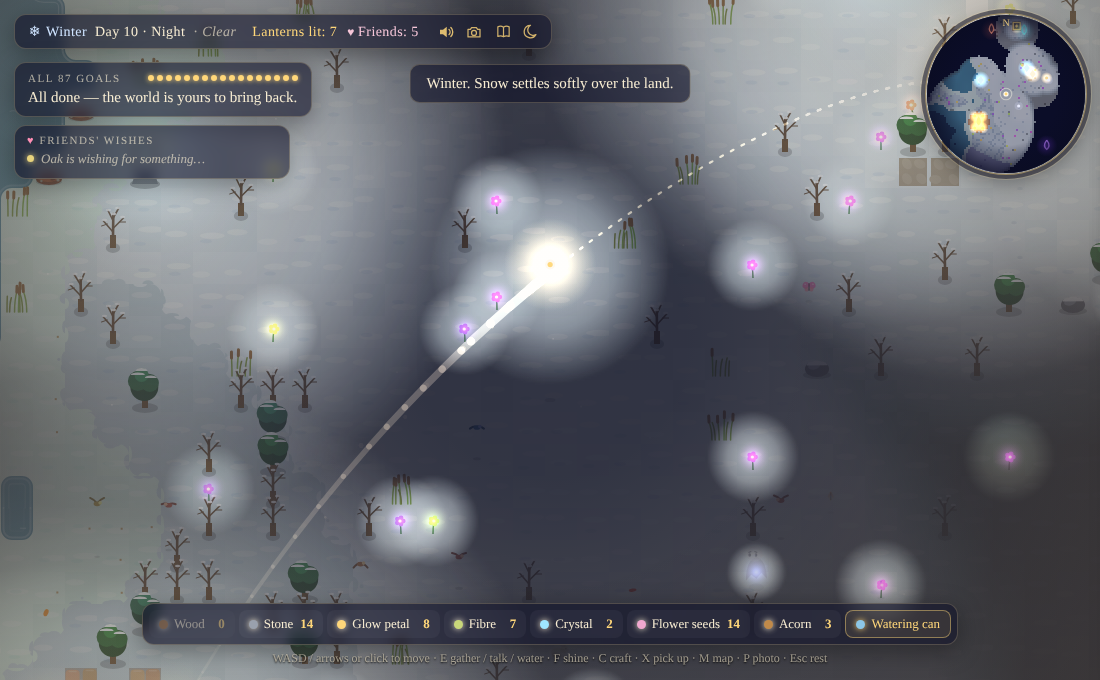 Winter Day 10 · Night · Clear Lanterns lit: 7 ♥ Friends: 5
N
ALL 87 GOALS
All done — the world is yours to bring back.
Winter. Snow settles softly over the land.
♥ FRIENDS' WISHES
Oak is wishing for something…
Wood 0 Stone 14 Glow petal 8 Fibre 7 Crystal 2 Flower seeds 14 Acorn 3 Watering can
WASD / arrows or click to move · E gather / talk / water · F shine · C craft · X pick up · M map · P photo · Esc rest